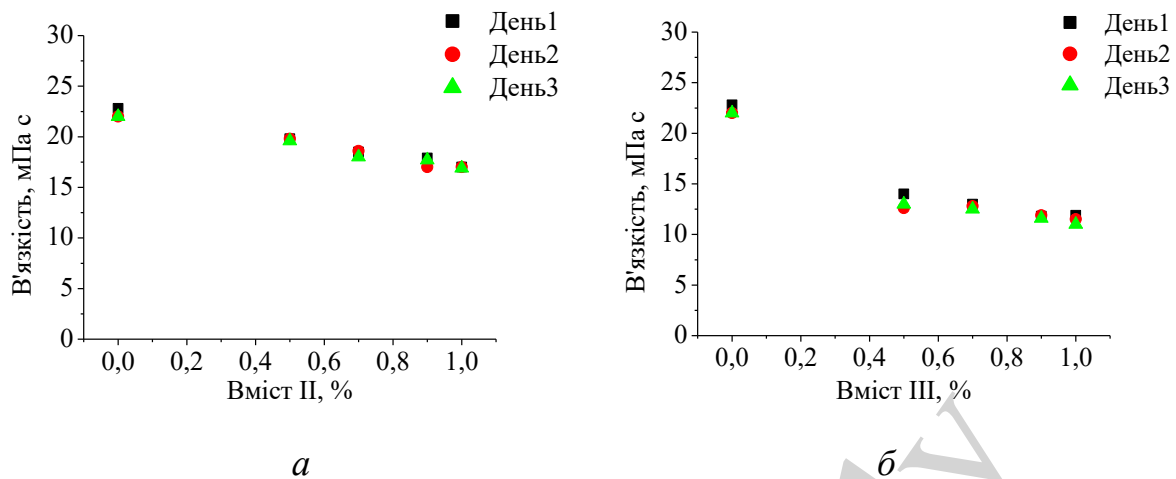 День1
День2
День3
30
25
20
15
10
5
0
В'язкість, мПа с
0,0 0,2 0,4 0,6 0,8 1,0
Вміст II, %
а
День1
День2
День3
30
25
20
15
10
5
0
В'язкість, мПа с
0,0 0,2 0,4 0,6 0,8 1,0
Вміст III, %
б